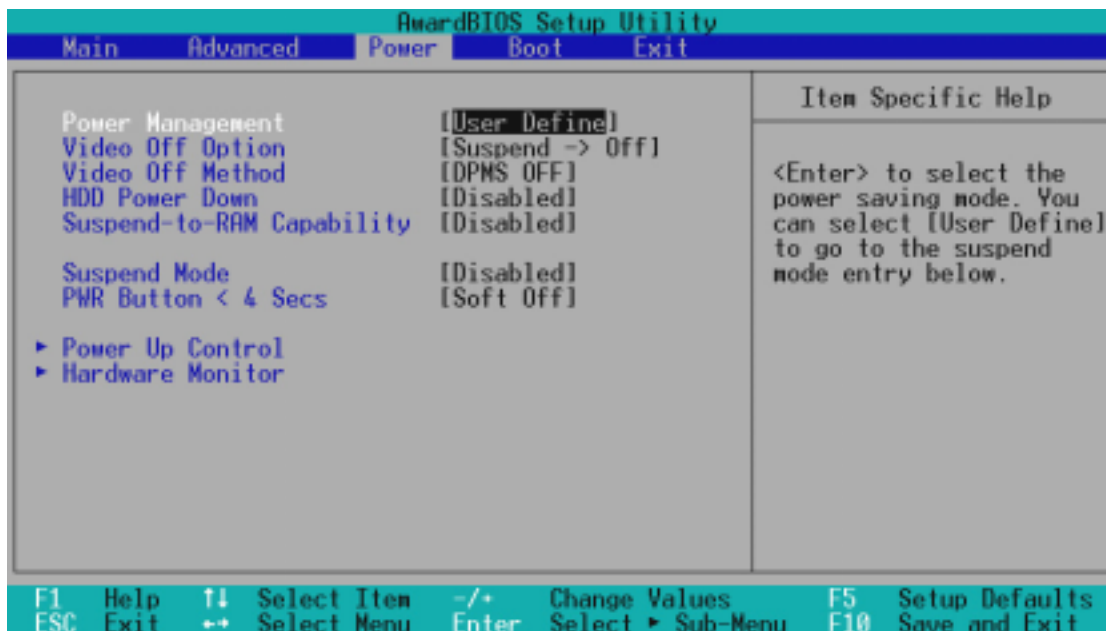 AwardBIOS Setup Utility
Main Advanced Power Boot Exit
Item Specific Help
Power Management [User Define]
Video Off Option [Suspend -> Off]
Video Off Method [DPMS OFF]
HDD Power Down [Disabled]
Suspend-to-RAM Capability [Disabled]
Suspend Mode [Disabled]
PWR Button < 4 Secs [Soft Off]
▸ Power Up Control
▸ Hardware Monitor
<Enter> to select the
power saving mode. You
can select [User Define]
to go to the suspend
mode entry below.
F1 Help ↑↓ Select Item -/+ Change Values F5 Setup Defaults
ESC Exit ←→ Select Menu Enter Select ▸ Sub-Menu F10 Save and Exit